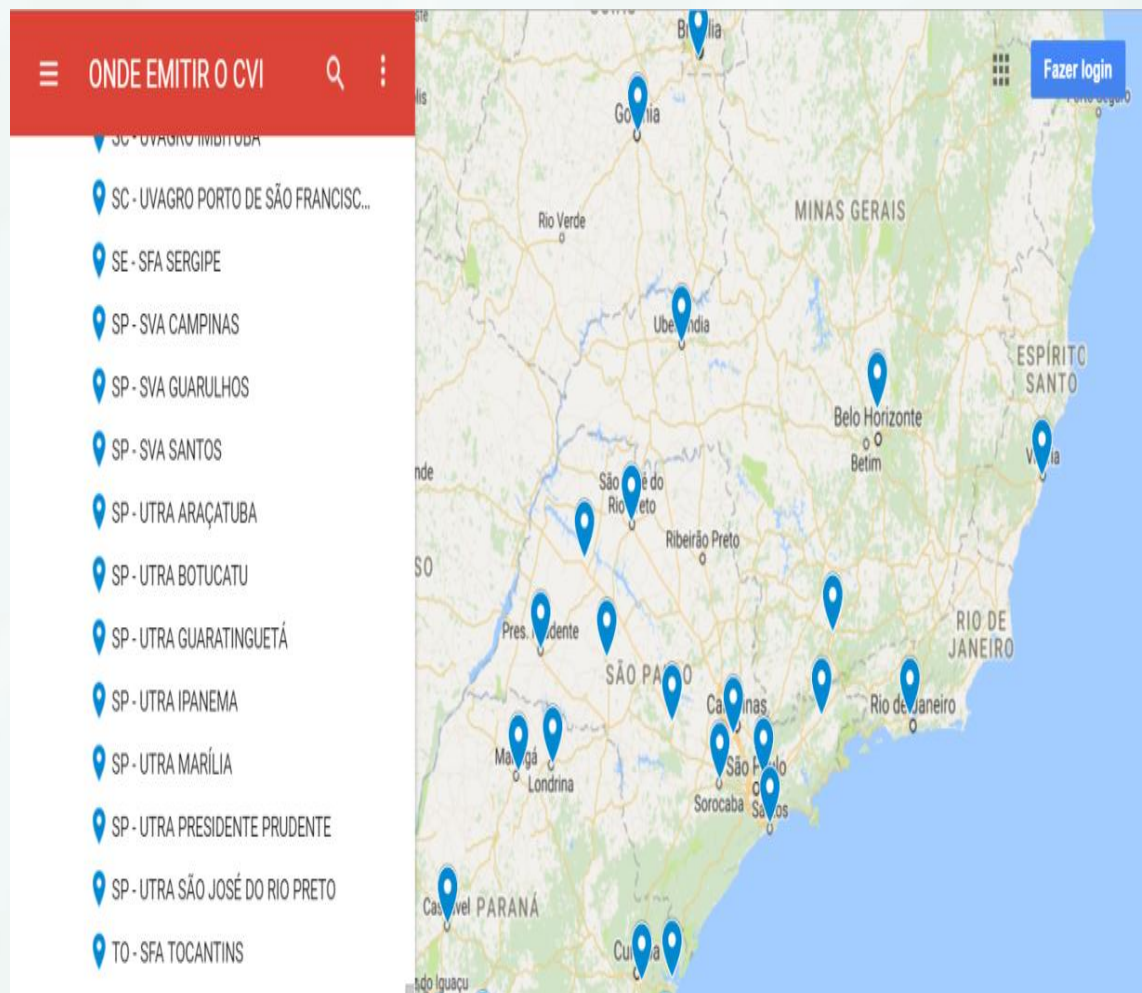 ONDE EMITIR O CVI
SC - UVAGRO IMBITUBA
SC - UVAGRO PORTO DE SÃO FRANCISC...
SE - SFA SERGIPE
SP - SVA CAMPINAS
SP - SVA GUARULHOS
SP - SVA SANTOS
SP - UTRA ARAÇATUBA
SP - UTRA BOTUCATU
SP - UTRA GUARATINGUETÁ
SP - UTRA IPANEMA
SP - UTRA MARÍLIA
SP - UTRA PRESIDENTE PRUDENTE
SP - UTRA SÃO JOSÉ DO RIO PRETO
TO - SFA TOCANTINS
Fazer login
Rio Verde
MINAS GERAIS
ESPÍRITO
SANTO
Belo Horizonte
Betim
Ribeirão Preto
RIO DE
JANEIRO
Rio de Janeiro
Londrina
Sorocaba
PARANÁ